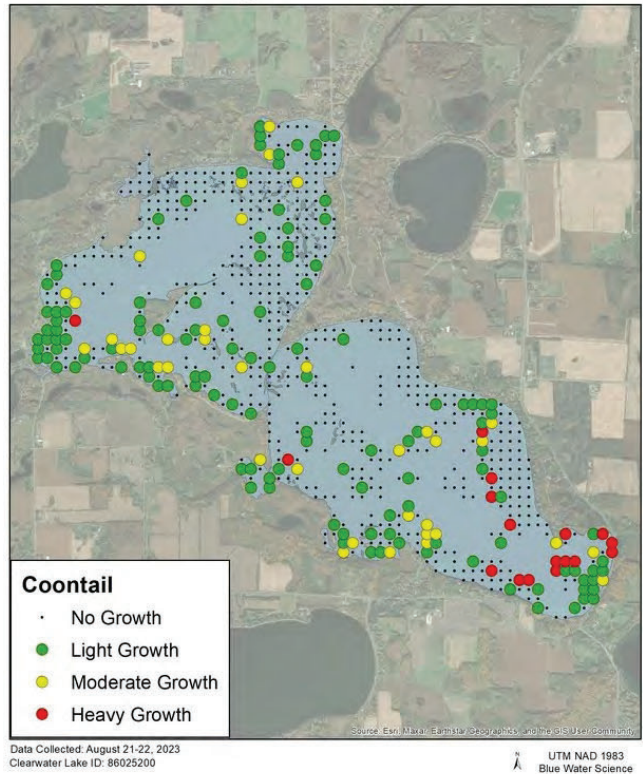 Coontail
No Growth
Light Growth
Moderate Growth
Heavy Growth
Source: Esri, Maxar, Earthstar Geographics, and the GIS User Community
Data Collected: August 21-22, 2023
Clearwater Lake ID: 86025200
N
UTM NAD 1983
Blue Water Science